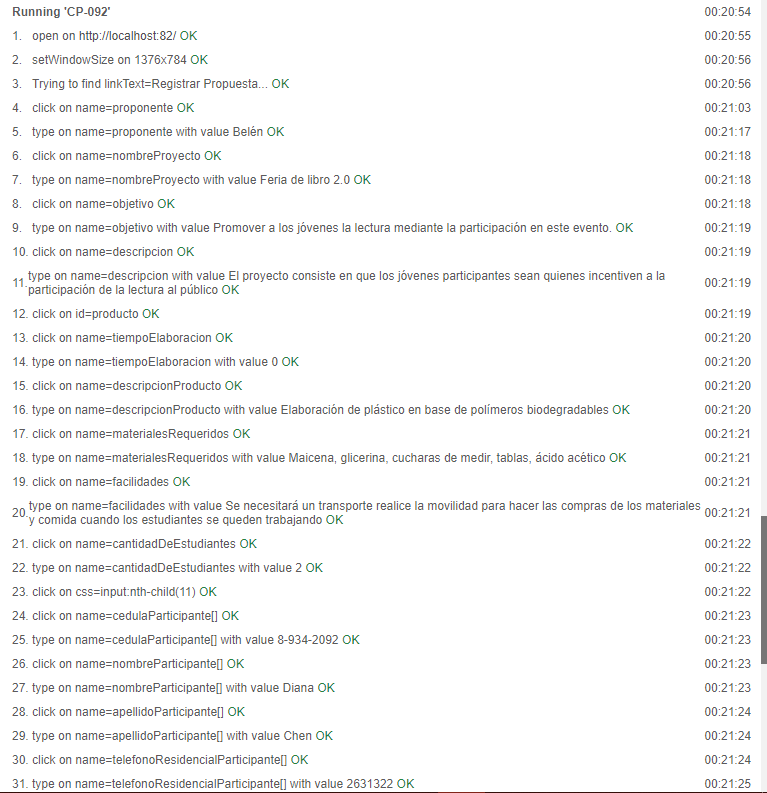 Running 'CP-092' 00:20:54
1. open on http://localhost:82/ OK 00:20:55
2. setWindowSize on 1376x784 OK 00:20:56
3. Trying to find linkText=Registrar Propuesta... OK 00:20:56
4. click on name=proponente OK 00:21:03
5. type on name=proponente with value Belén OK 00:21:17
6. click on name=nombreProyecto OK 00:21:18
7. type on name=nombreProyecto with value Feria de libro 2.0 OK 00:21:18
8. click on name=objetivo OK 00:21:18
9. type on name=objetivo with value Promover a los jóvenes la lectura mediante la participación en este evento. OK 00:21:19
10. click on name=descripcion OK 00:21:19
11. type on name=descripcion with value El proyecto consiste en que los jóvenes participantes sean quienes incentiven a la
participación de la lectura al público OK 00:21:19
12. click on id=producto OK 00:21:19
13. click on name=tiempoElaboracion OK 00:21:20
14. type on name=tiempoElaboracion with value 0 OK 00:21:20
15. click on name=descripcionProducto OK 00:21:20
16. type on name=descripcionProducto with value Elaboración de plástico en base de polímeros biodegradables OK 00:21:20
17. click on name=materialesRequeridos OK 00:21:21
18. type on name=materialesRequeridos with value Maicena, glicerina, cucharas de medir, tablas, ácido acético OK 00:21:21
19. click on name=facilidades OK 00:21:21
20. type on name=facilidades with value Se necesitará un transporte realice la movilidad para hacer las compras de los materiales
y comida cuando los estudiantes se queden trabajando OK 00:21:21
21. click on name=cantidadDeEstudiantes OK 00:21:22
22. type on name=cantidadDeEstudiantes with value 2 OK 00:21:22
23. click on css=input:nth-child(11) OK 00:21:22
24. click on name=cedulaParticipante[] OK 00:21:23
25. type on name=cedulaParticipante[] with value 8-934-2092 OK 00:21:23
26. click on name=nombreParticipante[] OK 00:21:23
27. type on name=nombreParticipante[] with value Diana OK 00:21:23
28. click on name=apellidoParticipante[] OK 00:21:24
29. type on name=apellidoParticipante[] with value Chen OK 00:21:24
30. click on name=telefonoResidencialParticipante[] OK 00:21:24
31. type on name=telefonoResidencialParticipante[] with value 2631322 OK 00:21:25